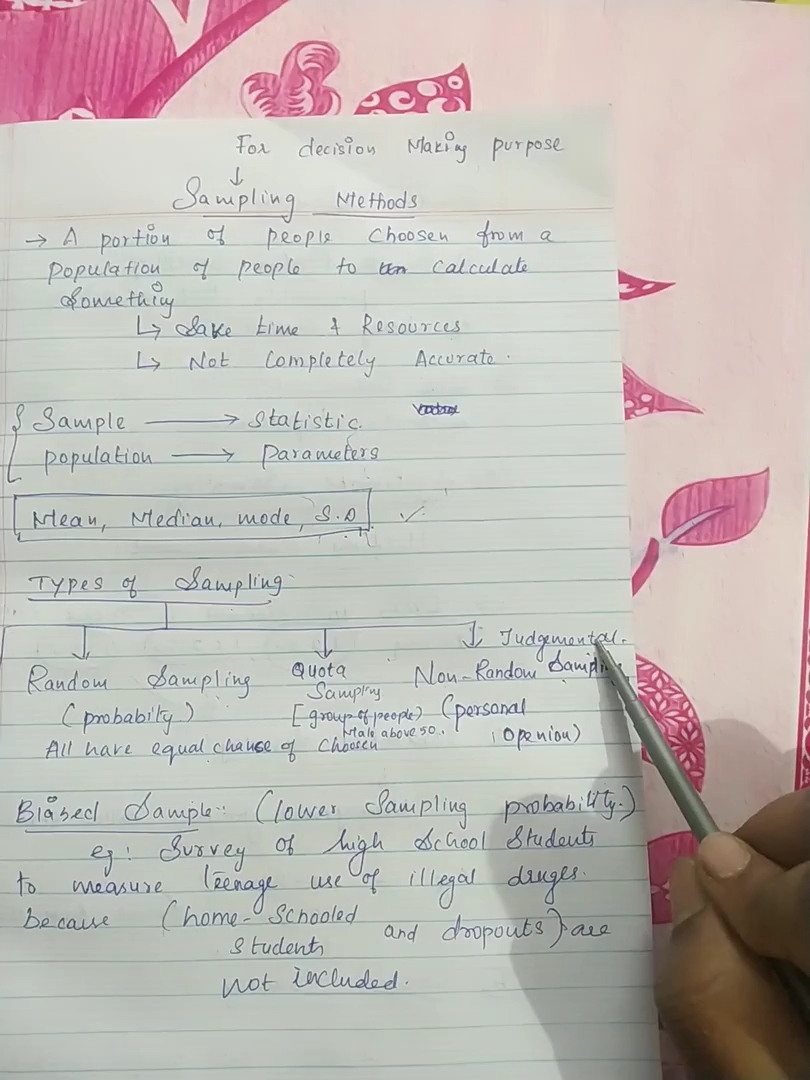 For decision Making purpose
↓
Sampling Methods
→ A portion of people choosen from a
population of people to calculate
Something
↳ Save time & Resources
↳ Not Completely Accurate.
Sample → Statistic.
population → Parameters
Mean, Median, mode, S.D ✓
Types of Sampling
Judgemental.
Random Sampling Quota Sampling Non-Random Sampling
(probabity) [group of people) (personal Openion)
Male above 50..
All have equal chance of Choosen
Biased Sample:- (lower Sampling probability.)
eg: Survey of high School Students
to measure Teenage use of illegal druges.
because (home-Schooled
Students and dropouts) are
not included.